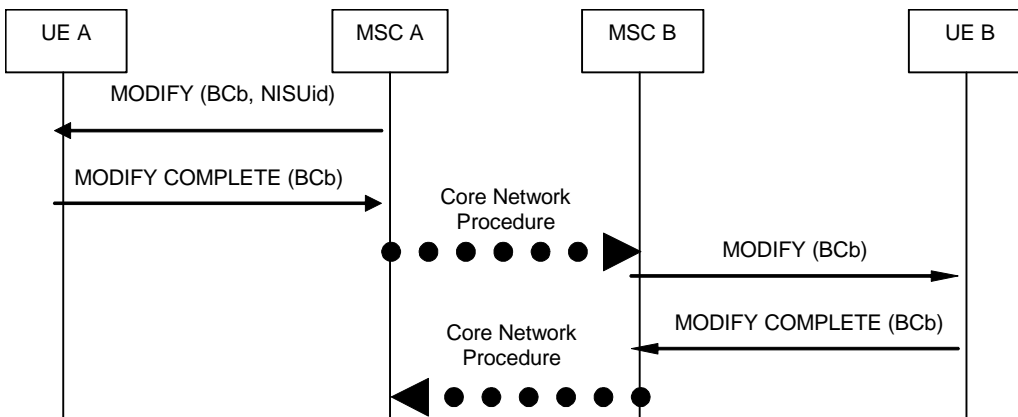 UE A
MSC A
MSC B
UE B
MODIFY (BCb, NISUid)
MODIFY COMPLETE (BCb)
Core Network
Procedure
MODIFY (BCb)
MODIFY COMPLETE (BCb)
Core Network
Procedure